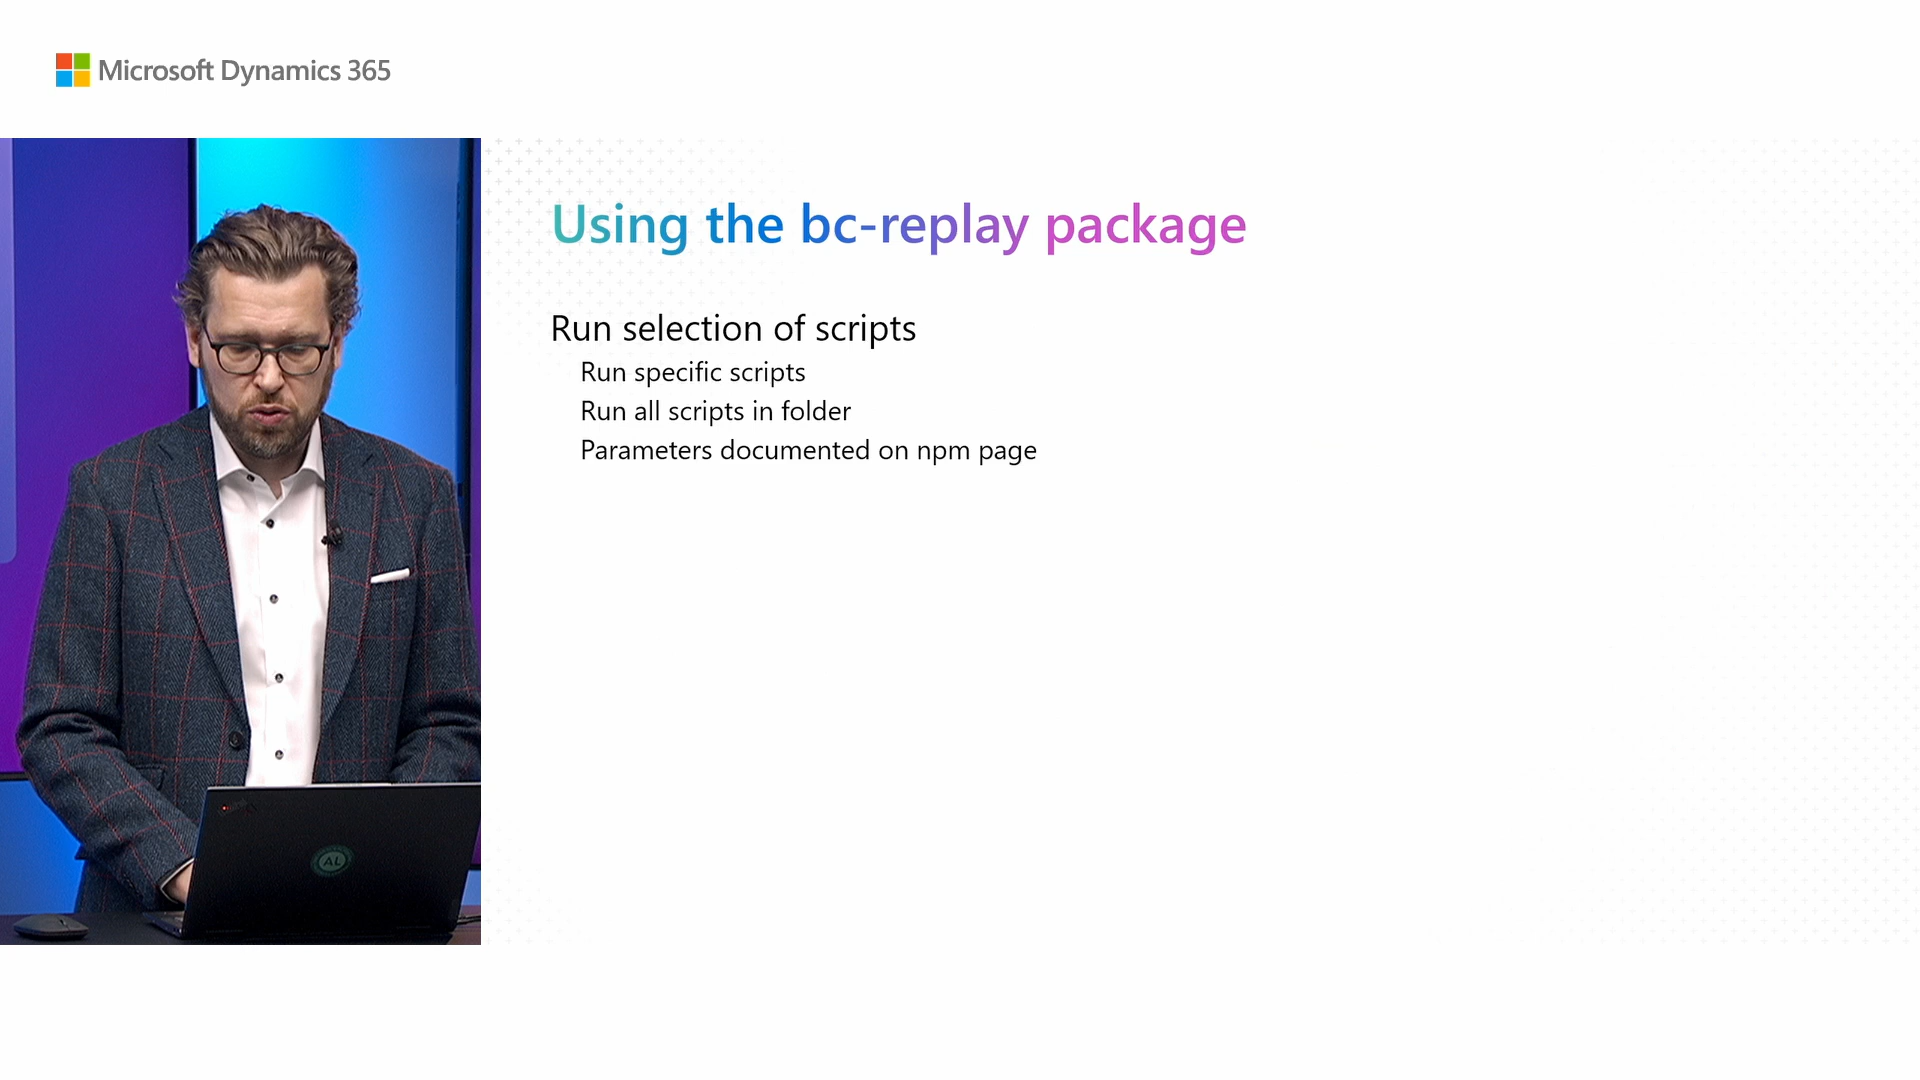 Microsoft Dynamics 365
Using the bc-replay package
Run selection of scripts
Run specific scripts
Run all scripts in folder
Parameters documented on npm page
AL